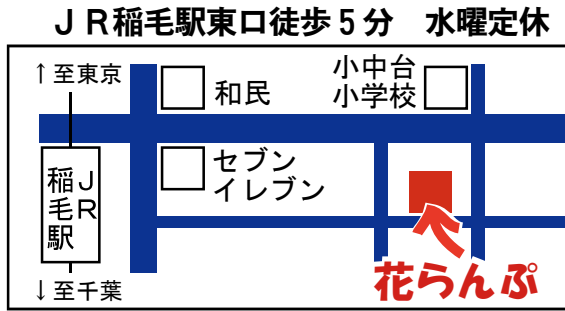 ＪＲ稲毛駅東口徒歩５分　水曜定休
↑至東京
和民
小中台
小学校
ＪＲ
稲毛駅
セブン
イレブン
↓至千葉
花らんぷ